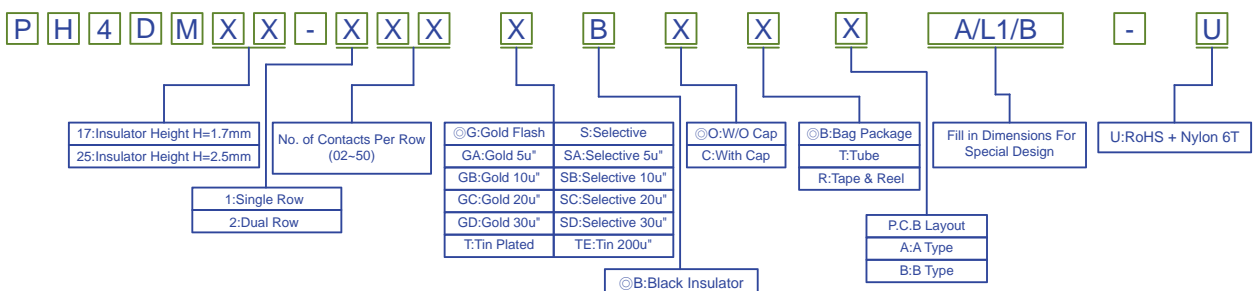 P H 4 D M X X - X X X X B X X X A/L1/B - U
17:Insulator Height H=1.7mm
25:Insulator Height H=2.5mm
1:Single Row
2:Dual Row
No. of Contacts Per Row
(02~50)
◎G:Gold Flash S:Selective
GA:Gold 5u" SA:Selective 5u"
GB:Gold 10u" SB:Selective 10u"
GC:Gold 20u" SC:Selective 20u"
GD:Gold 30u" SD:Selective 30u"
T:Tin Plated TE:Tin 200u"
◎B:Black Insulator
◎O:W/O Cap
C:With Cap
◎B:Bag Package
T:Tube
R:Tape & Reel
P.C.B Layout
A:A Type
B:B Type
Fill in Dimensions For
Special Design
U:RoHS + Nylon 6T